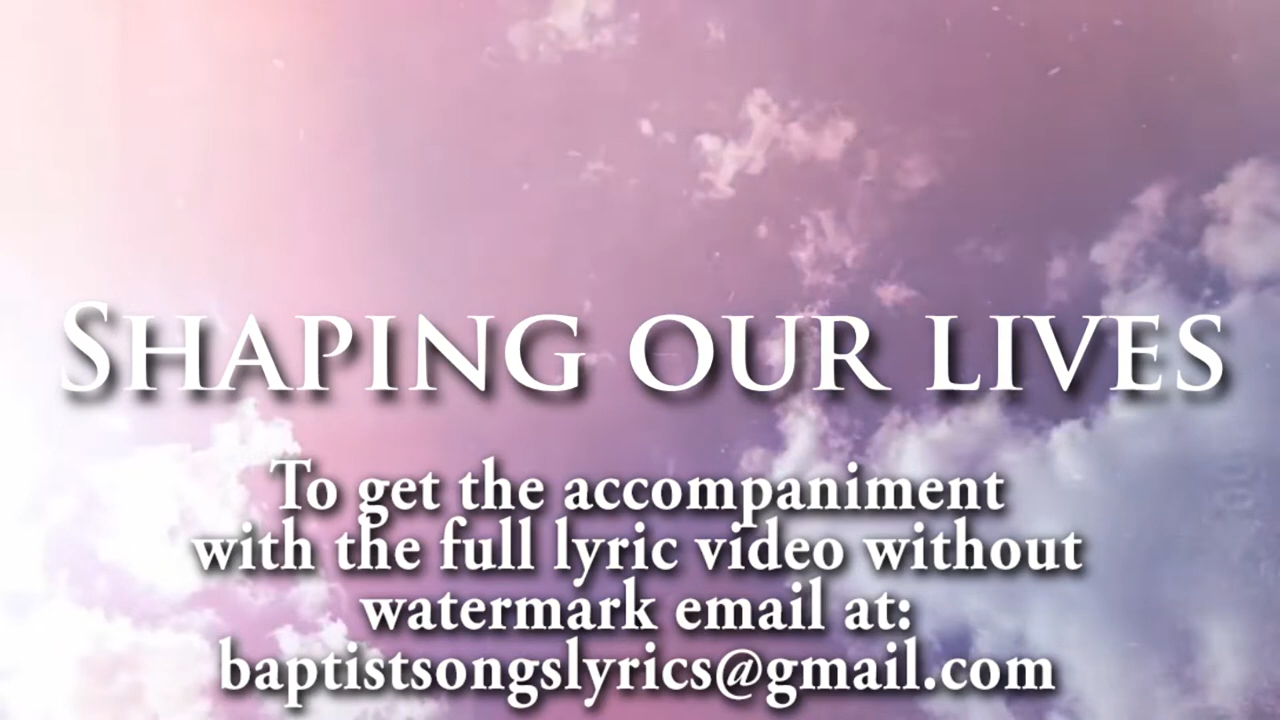 Shaping our lives
To get the accompaniment
with the full lyric video without
watermark email at:
baptistsongslyrics@gmail.com